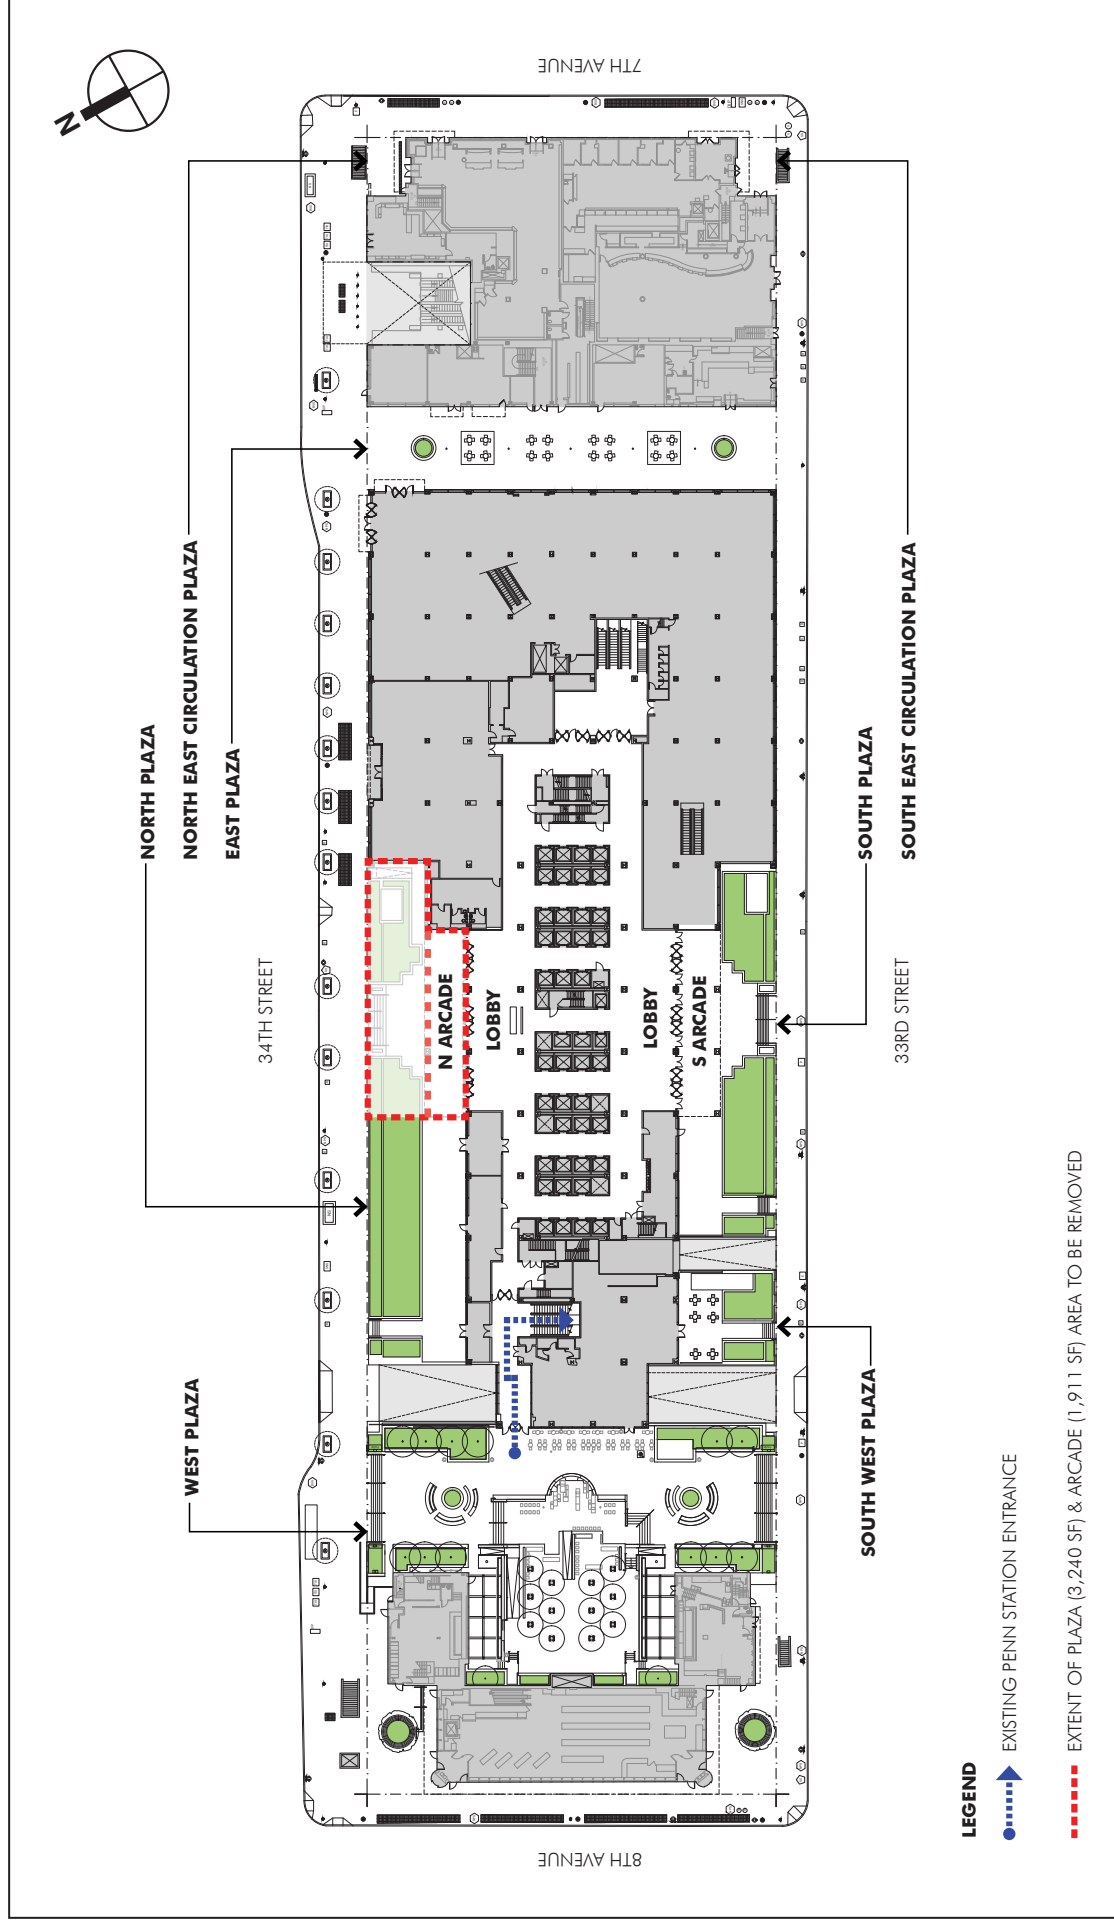 N
7TH AVENUE
NORTH PLAZA
NORTH EAST CIRCULATION PLAZA
EAST PLAZA
WEST PLAZA
34TH STREET
N ARCADE
LOBBY
LOBBY
S ARCADE
33RD STREET
SOUTH PLAZA
SOUTH EAST CIRCULATION PLAZA
SOUTH WEST PLAZA
8TH AVENUE
LEGEND
EXISTING PENN STATION ENTRANCE
EXTENT OF PLAZA (3,240 SF) & ARCADE (1,911 SF) AREA TO BE REMOVED